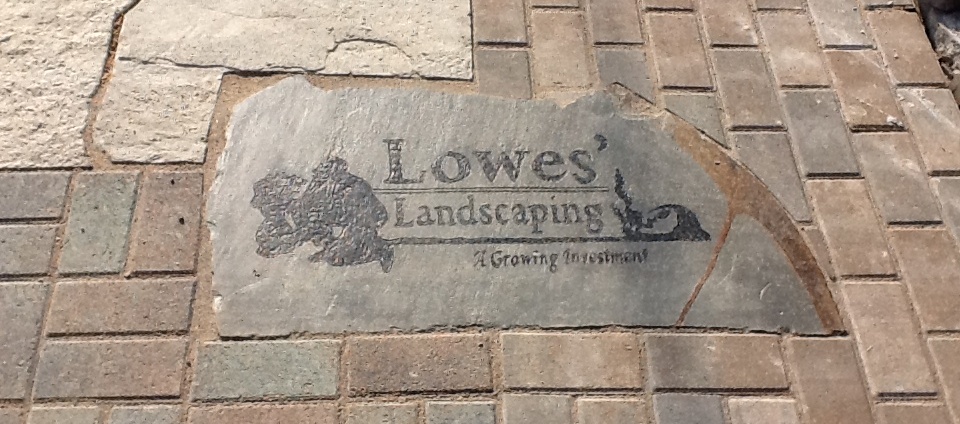 Lowes'
Landscaping
A Growing Investment